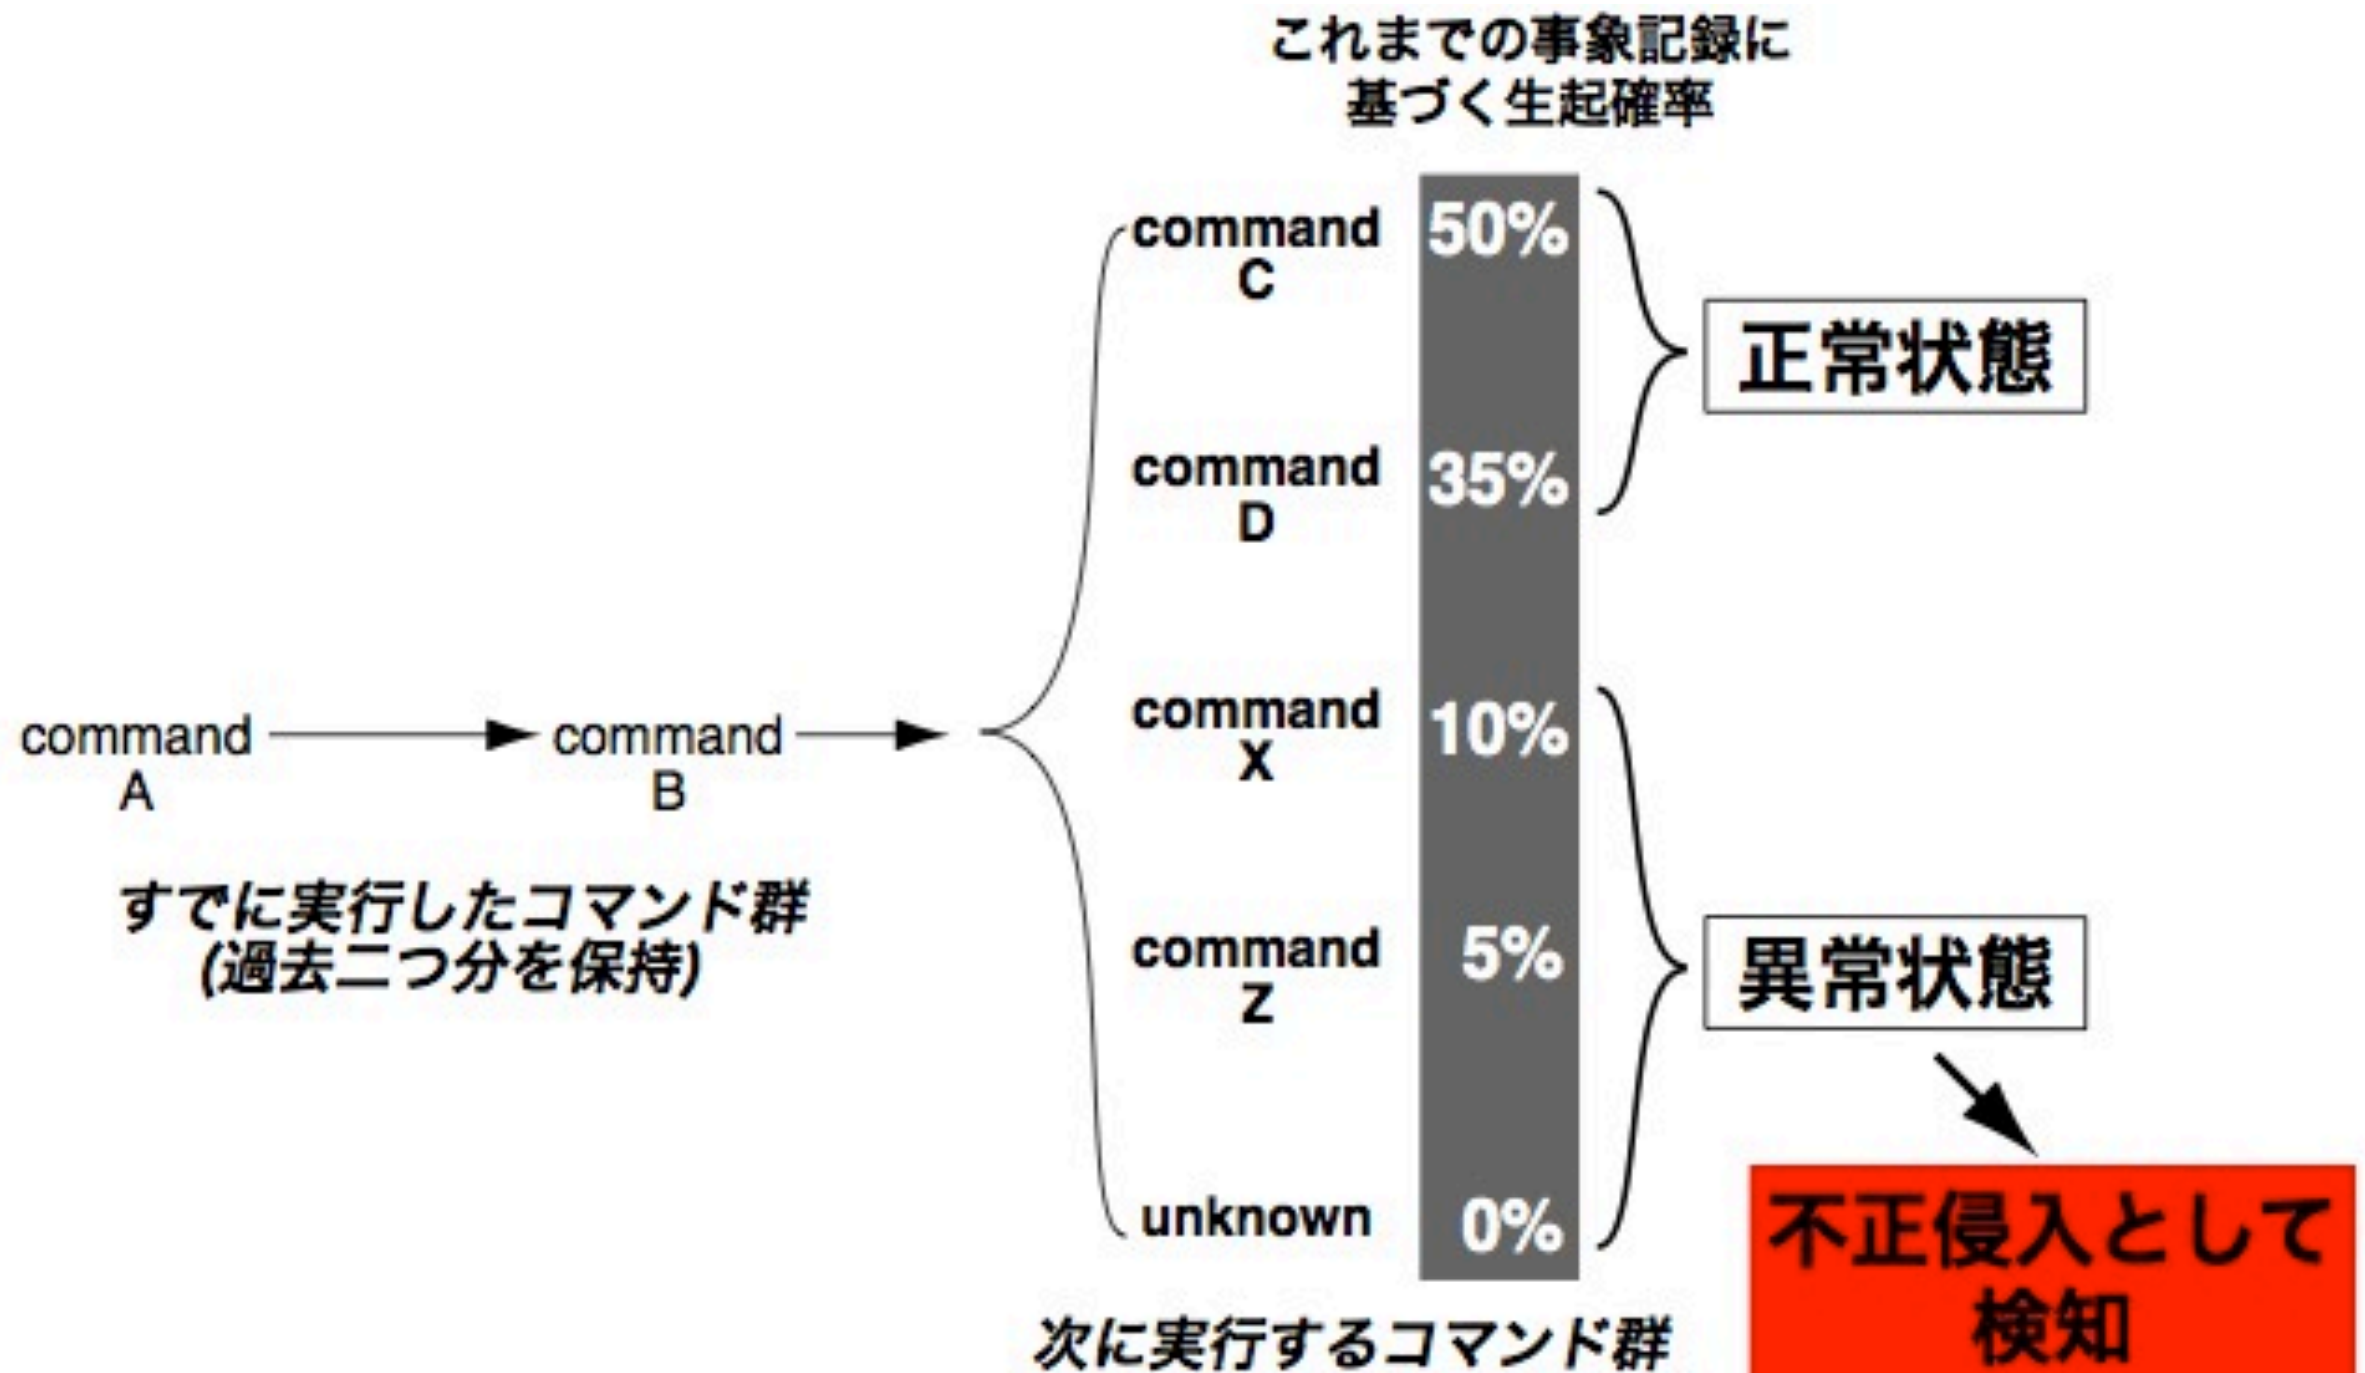 これまでの事象記録に
基づく生起確率
command
C
50%
正常状態
command
D
35%
command
A
command
B
command
X
10%
すでに実行したコマンド群
(過去二つ分を保持)
command
Z
5%
異常状態
unknown
0%
不正侵入として
検知
次に実行するコマンド群